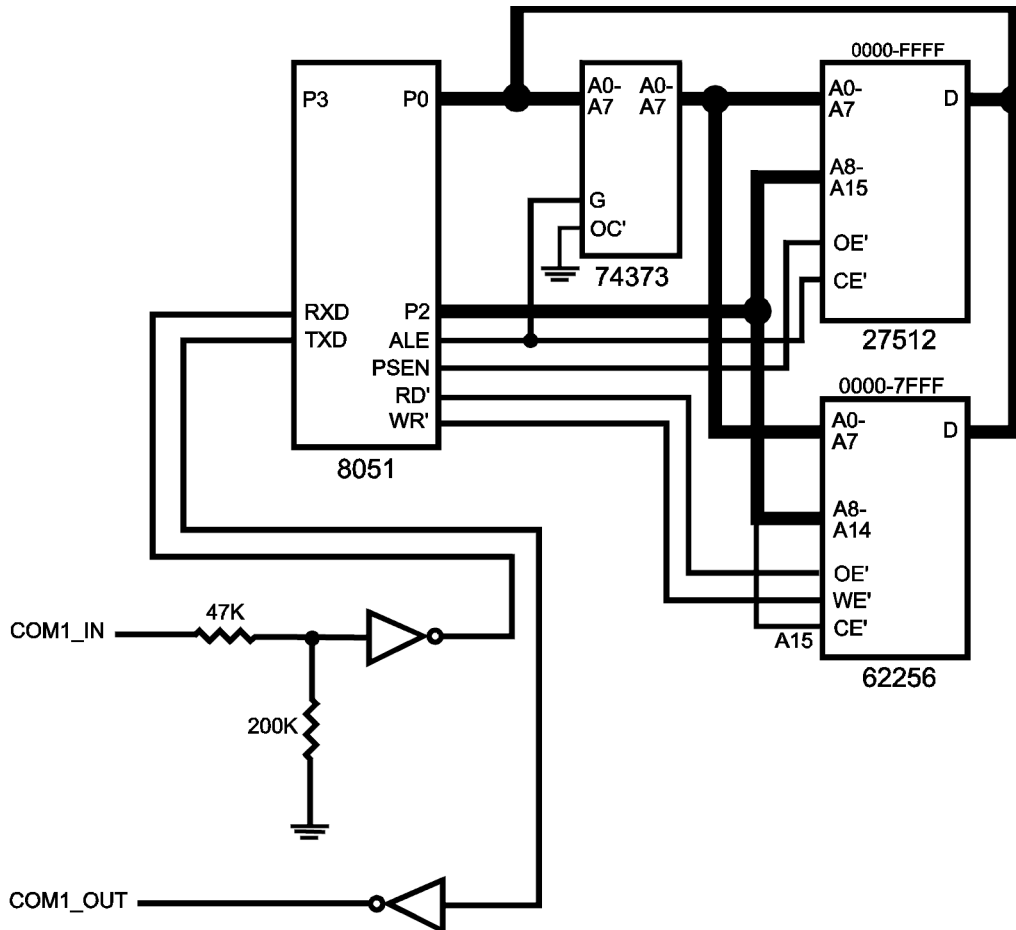 0000-FFFF
P3
P0
A0-
A7
A0-
A7
A0-
A7
D
A8-
A15
G
OC'
OE'
CE'
74373
27512
RXD
TXD
P2
ALE
PSEN
RD'
WR'
8051
0000-7FFF
A0-
A7
D
A8-
A14
OE'
WE'
CE'
A15
62256
COM1_IN
47K
200K
COM1_OUT